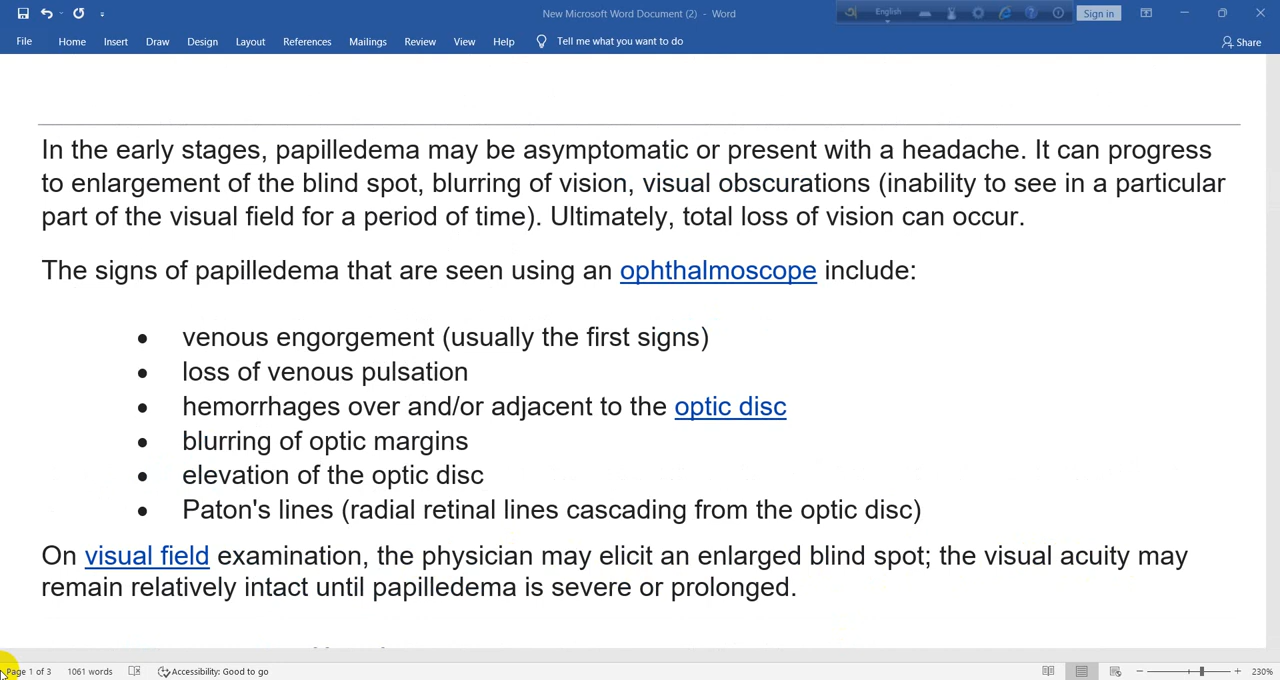 New Microsoft Word Document (2) - Word
English
Sign in
File Home Insert Draw Design Layout References Mailings Review View Help Tell me what you want to do Share
In the early stages, papilledema may be asymptomatic or present with a headache. It can progress
to enlargement of the blind spot, blurring of vision, visual obscurations (inability to see in a particular
part of the visual field for a period of time). Ultimately, total loss of vision can occur.
The signs of papilledema that are seen using an ophthalmoscope include:
• venous engorgement (usually the first signs)
• loss of venous pulsation
• hemorrhages over and/or adjacent to the optic disc
• blurring of optic margins
• elevation of the optic disc
• Paton's lines (radial retinal lines cascading from the optic disc)
On visual field examination, the physician may elicit an enlarged blind spot; the visual acuity may
remain relatively intact until papilledema is severe or prolonged.
Page 1 of 3 1061 words Accessibility: Good to go 230%